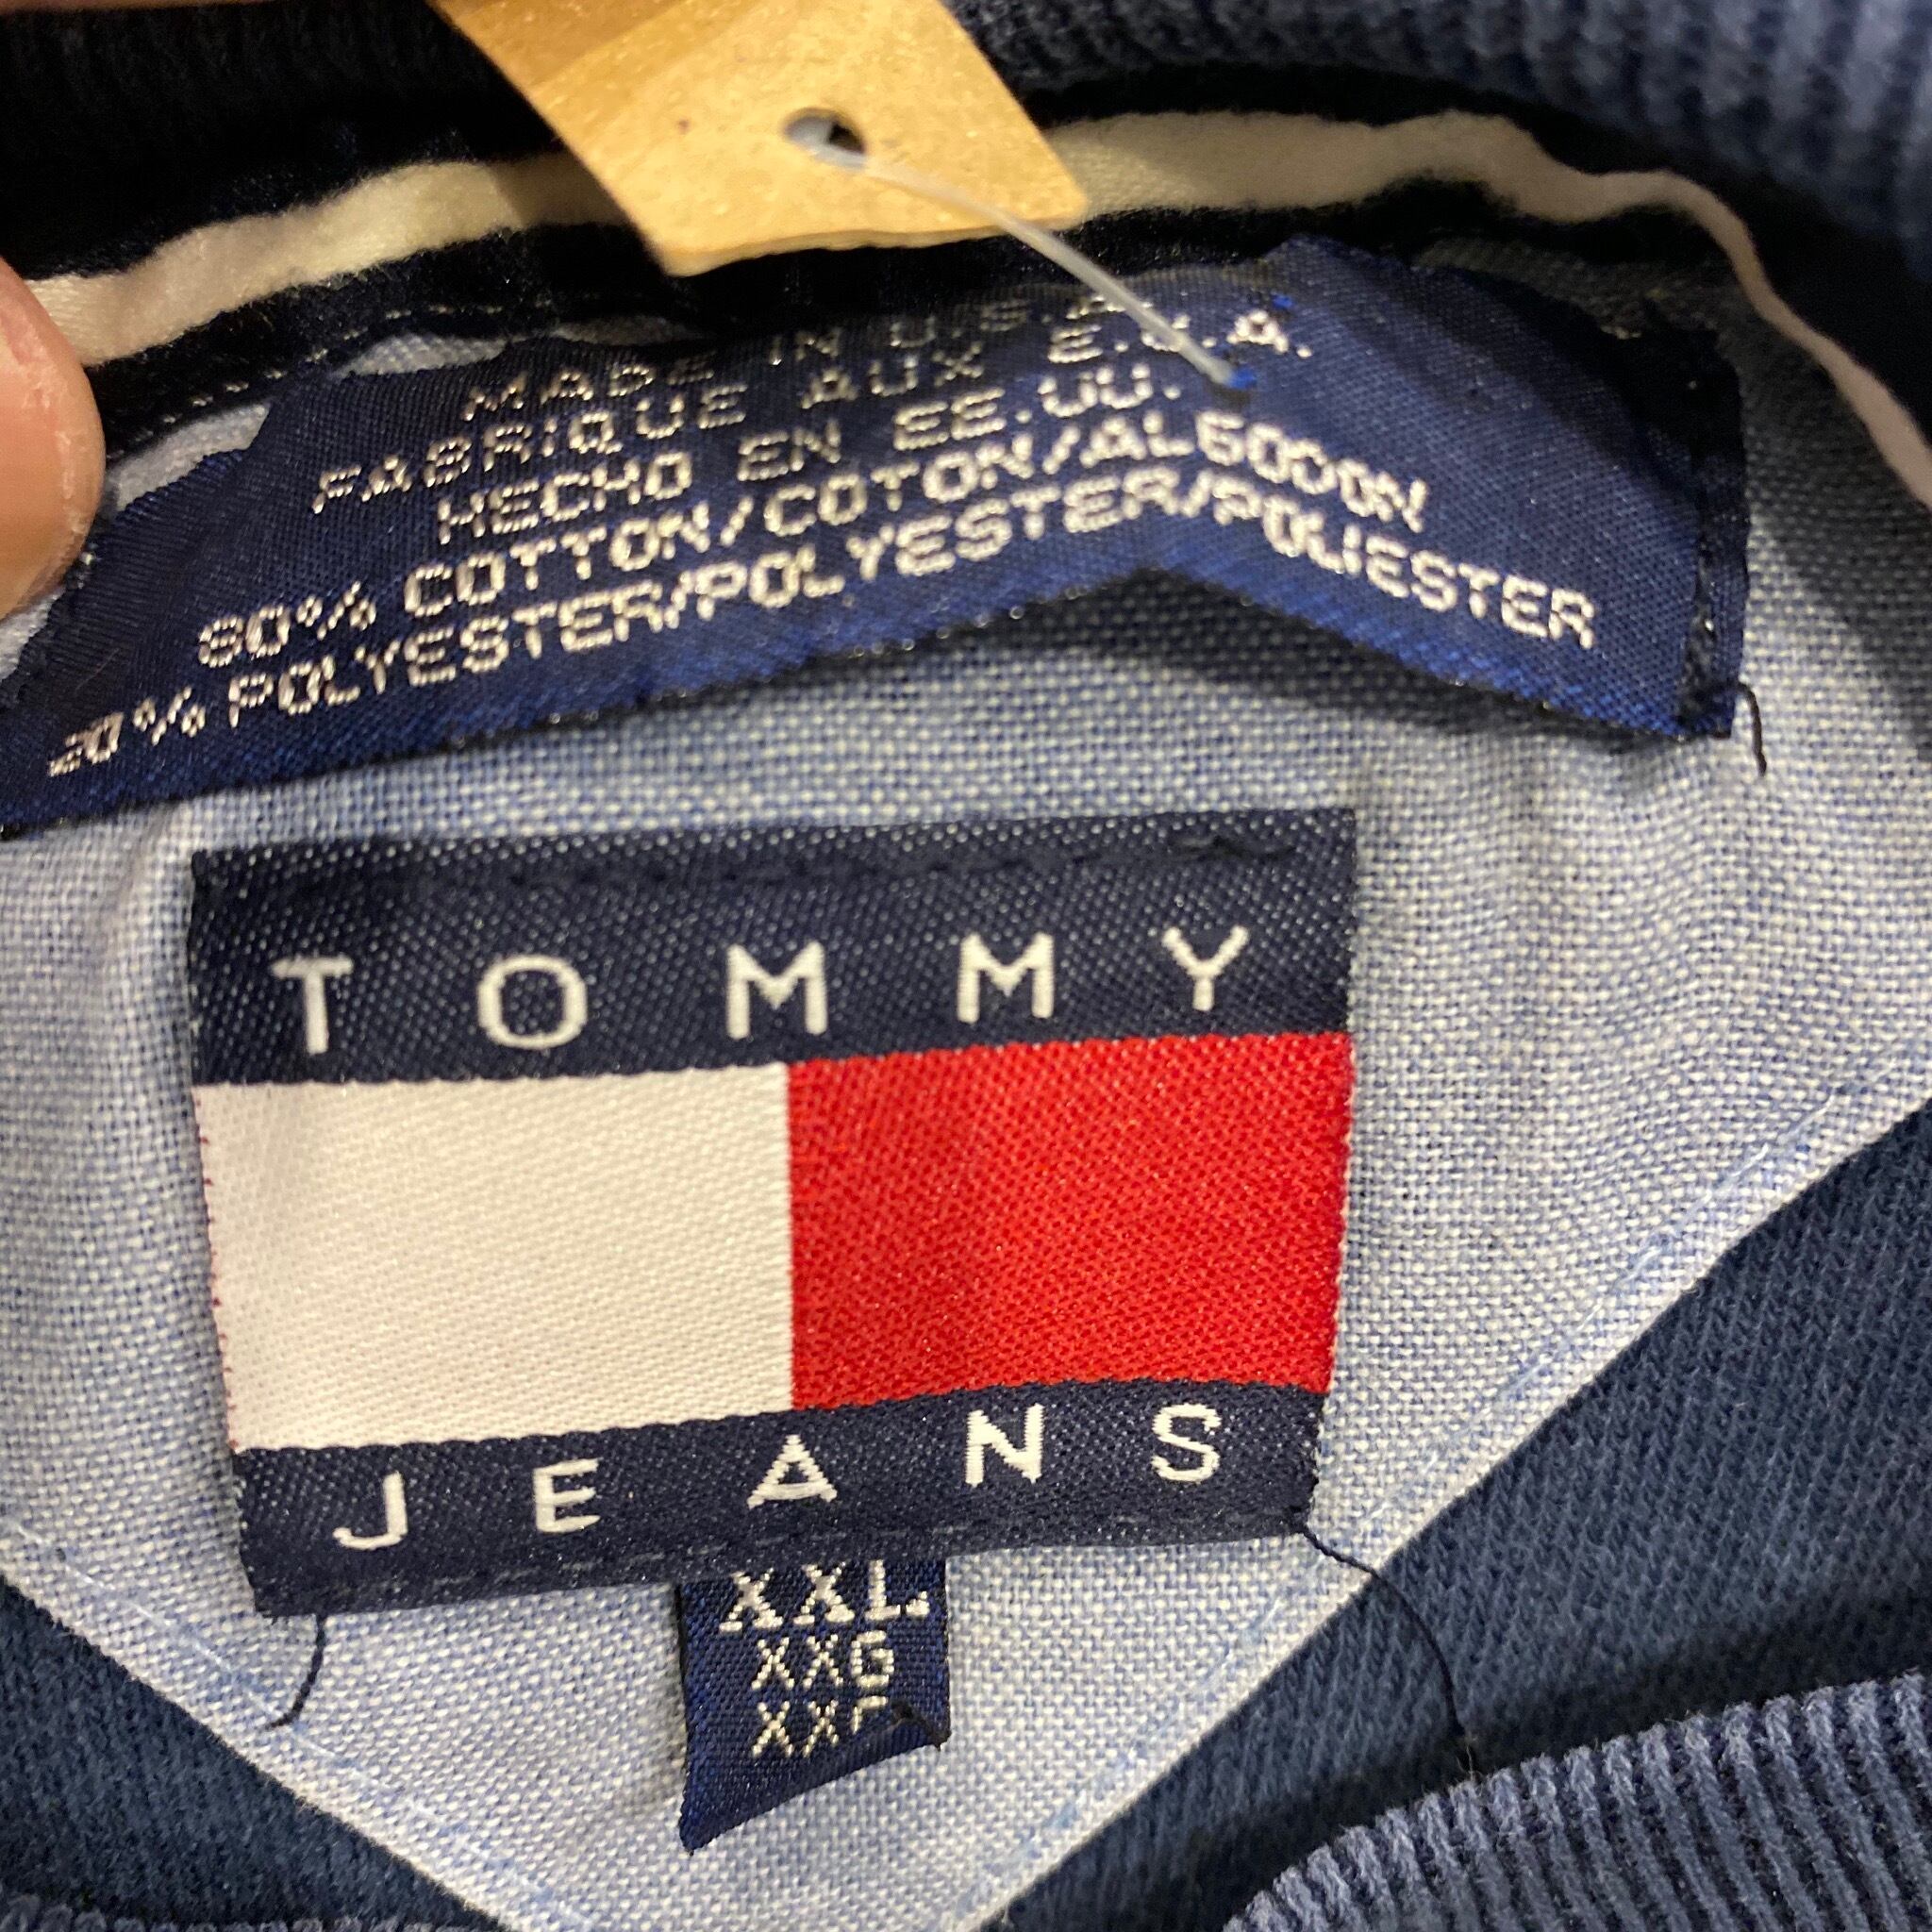 MADE IN U.S.A.
FABRIQUE AUX E.U.A.
HECHO EN EE.UU.
80% COTTON/COTON/ALGODON
20% POLYESTER/POLYESTER/POLIESTER
TOMMY
JEANS
XXL
XXG